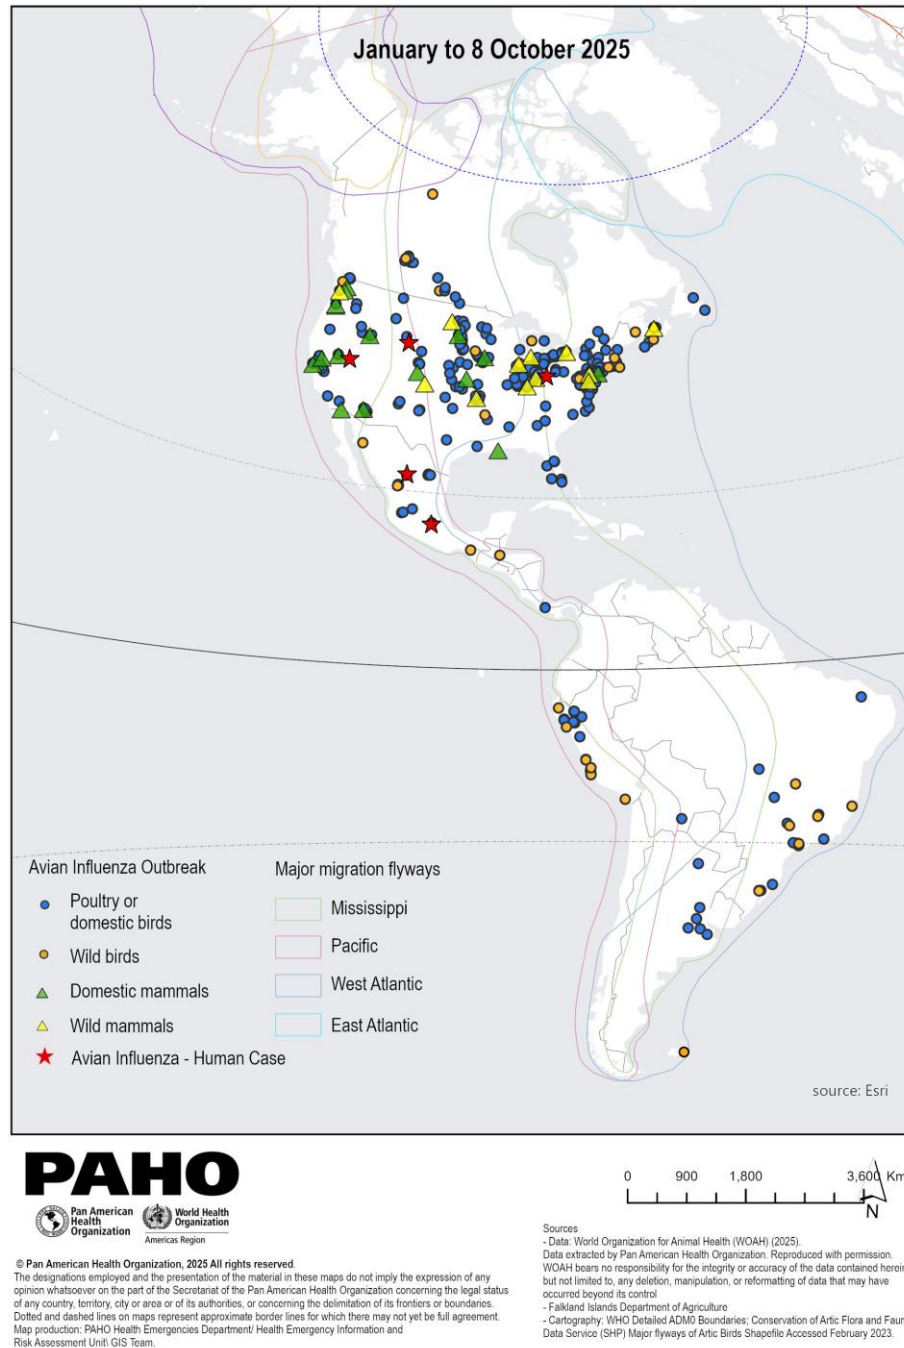 January to 8 October 2025
Avian Influenza Outbreak
Poultry or
domestic birds
Wild birds
Domestic mammals
Wild mammals
Avian Influenza - Human Case
Major migration flyways
Mississippi
Pacific
West Atlantic
East Atlantic
source: Esri
PAHO
Pan American
Health
Organization
World Health
Organization
Americas Region
0 900 1,800 3,600 Km
N
© Pan American Health Organization, 2025 All rights reserved.
The designations employed and the presentation of the material in these maps do not imply the expression of any
opinion whatsoever on the part of the Secretariat of the Pan American Health Organization concerning the legal status
of any country, territory, city or area or of its authorities, or concerning the delimitation of its frontiers or boundaries.
Dotted and dashed lines on maps represent approximate border lines for which there may not yet be full agreement.
Map production: PAHO Health Emergencies Department/ Health Emergency Information and
Risk Assessment Unit\ GIS Team.
Sources
- Data: World Organization for Animal Health (WOAH) (2025).
Data extracted by Pan American Health Organization. Reproduced with permission.
WOAH bears no responsibility for the integrity or accuracy of the data contained herein
but not limited to, any deletion, manipulation, or reformatting of data that may have
occurred beyond its control
- Falkland Islands Department of Agriculture
- Cartography: WHO Detailed ADM0 Boundaries; Conservation of Artic Flora and Faun
Data Service (SHP) Major flyways of Artic Birds Shapefile Accessed February 2023.